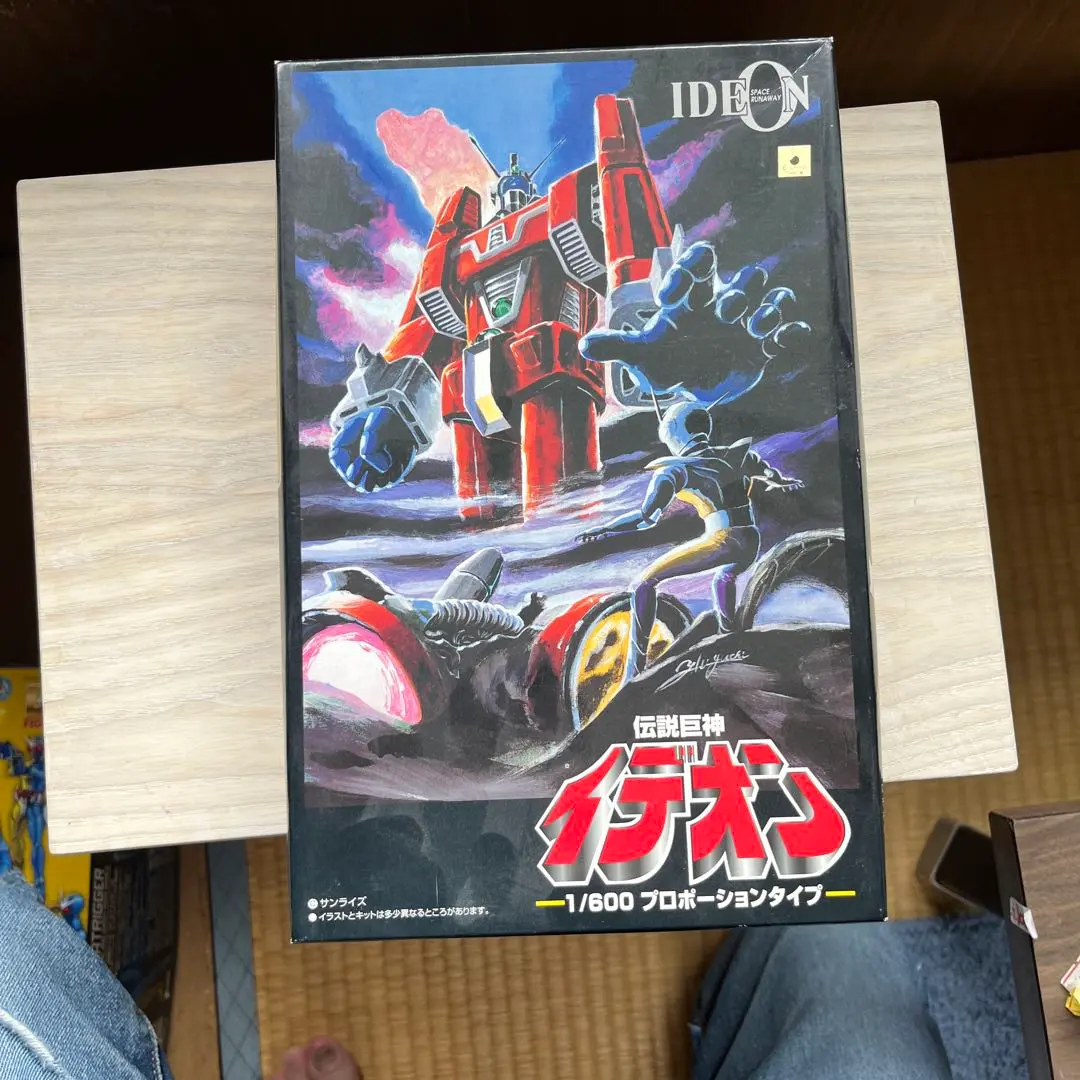 IDEON
SPACE
RUNAWAY
伝説巨神
イデオン
1/600 プロポーションタイプ
©サンライズ
●イラストとキットは多少異なるところがあります。
TRIGGER